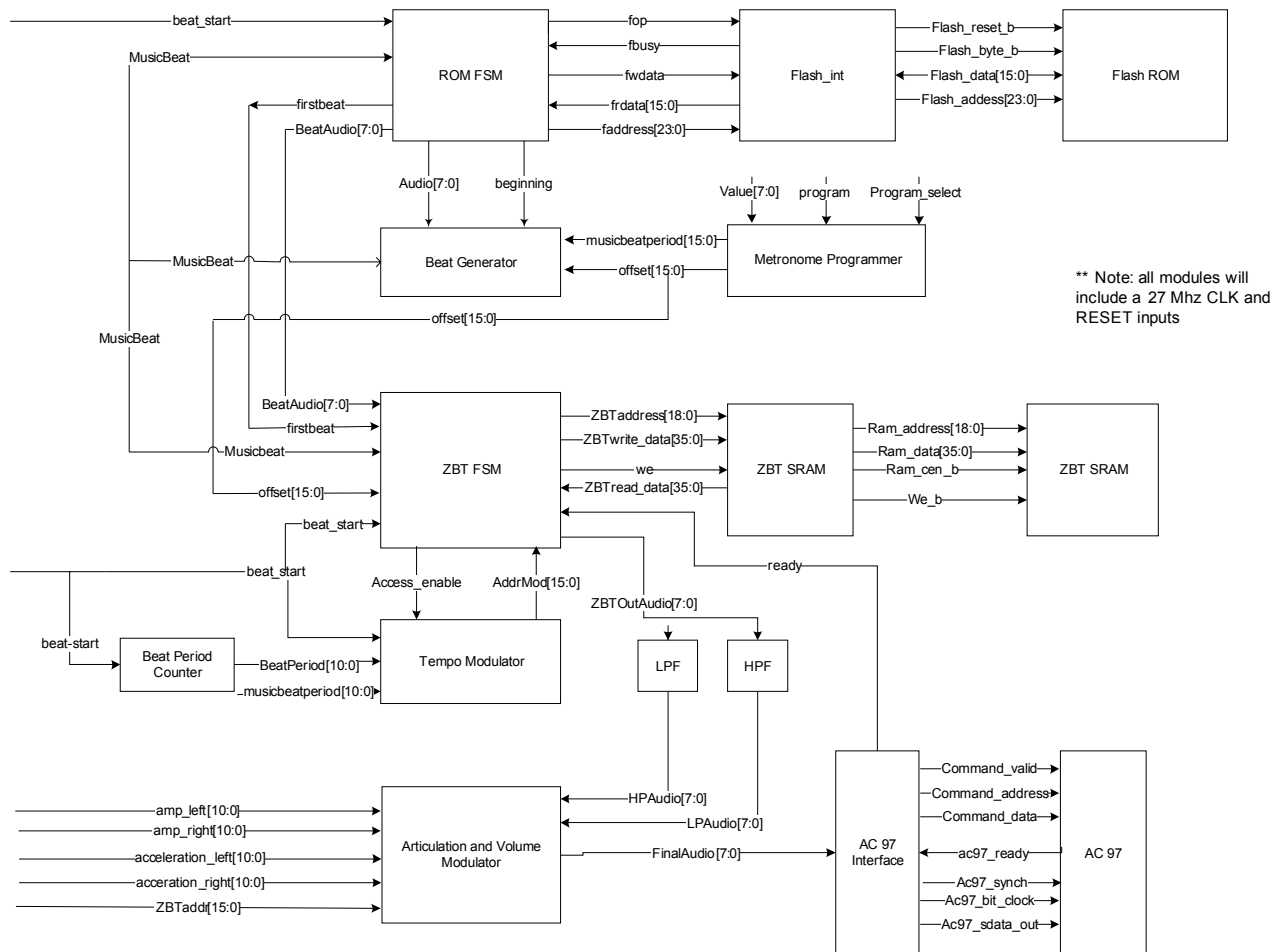 beat_start
fop
Flash_reset_b
MusicBeat
fbusy
Flash_byte_b
ROM FSM
fwdata
Flash_int
Flash_data[15:0]
Flash ROM
firstbeat
frdata[15:0]
Flash_addess[23:0]
BeatAudio[7:0]
faddress[23:0]
Audio[7:0]
beginning
Value[7:0]
program
Program_select
musicbeatperiod[15:0]
MusicBeat
Beat Generator
Metronome Programmer
offset[15:0]
** Note: all modules will
include a 27 Mhz CLK and
RESET inputs
offset[15:0]
MusicBeat
BeatAudio[7:0]
ZBTaddress[18:0]
firstbeat
Ram_address[18:0]
ZBTwrite_data[35:0]
Musicbeat
Ram_data[35:0]
ZBT FSM
we
ZBT SRAM
Ram_cen_b
ZBT SRAM
offset[15:0]
ZBTread_data[35:0]
We_b
beat_start
ready
beat_start
Access_enable
AddrMod[15:0]
ZBTOutAudio[7:0]
beat-start
Beat Period
Counter
BeatPeriod[10:0]
Tempo Modulator
LPF
HPF
musicbeatperiod[10:0]
Command_valid
HPAudio[7:0]
Command_address
amp_left[10:0]
LPAudio[7:0]
Command_data
amp_right[10:0]
Articulation and Volume
Modulator
FinalAudio[7:0]
AC 97
Interface
ac97_ready
AC 97
acceleration_left[10:0]
acceration_right[10:0]
Ac97_synch
ZBTaddr[15:0]
Ac97_bit_clock
Ac97_sdata_out